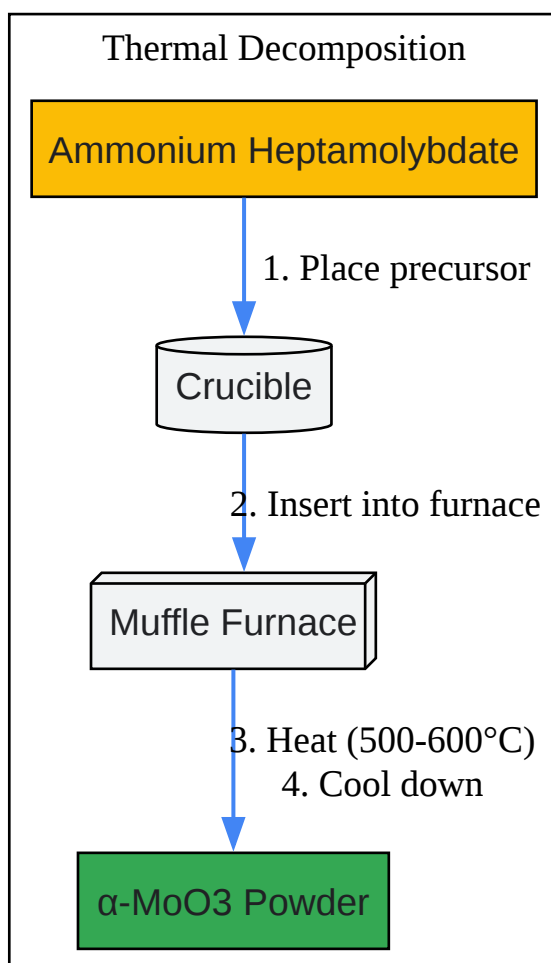 Thermal Decomposition
Ammonium Heptamolybdate
1. Place precursor
Crucible
2. Insert into furnace
Muffle Furnace
3. Heat (500-600°C)
4. Cool down
α-MoO3 Powder